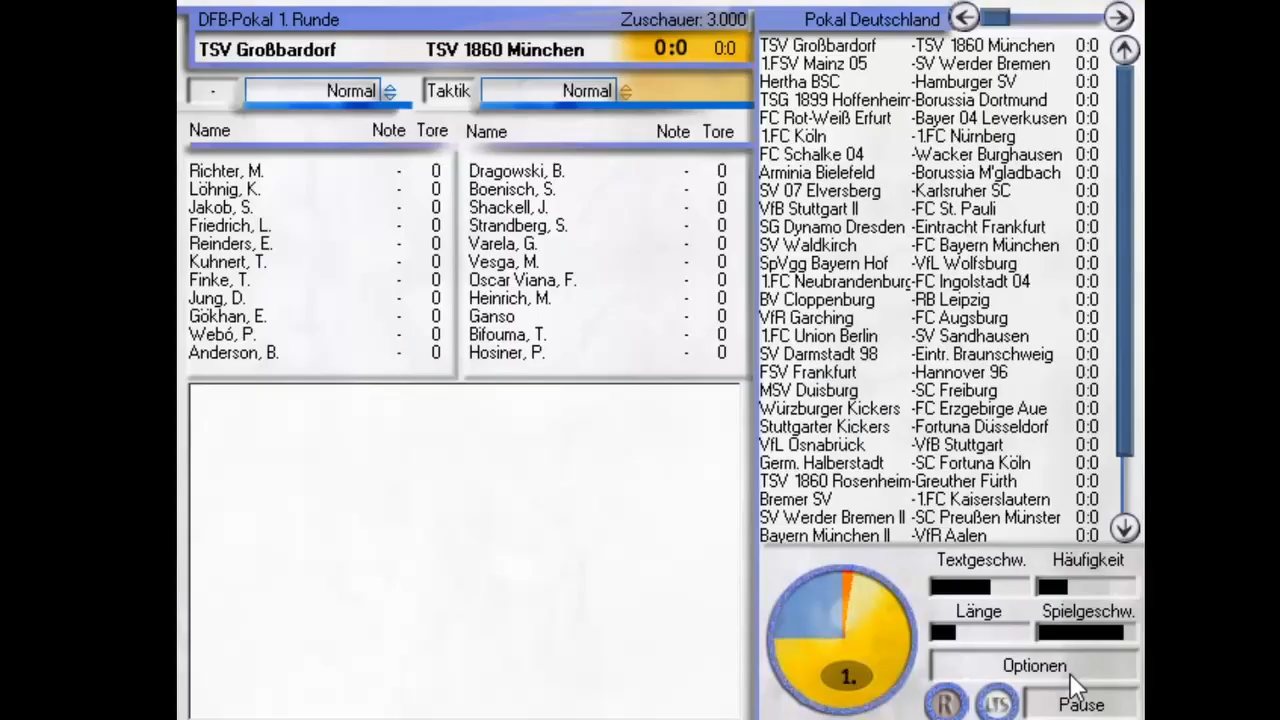 DFB-Pokal 1. Runde Zuschauer: 3.000
TSV Großbardorf TSV 1860 München 0:0 0:0
- Normal Taktik Normal
Name Note Tore Name Note Tore
Richter, M. - 0 Dragowski, B. - 0
Löhnig, K. - 0 Boenisch, S. - 0
Jakob, S. - 0 Shackell, J. - 0
Friedrich, L. - 0 Strandberg, S. - 0
Reinders, E. - 0 Varela, G. - 0
Kuhnert, T. - 0 Vesga, M. - 0
Finke, T. - 0 Oscar Viana, F. - 0
Jung, D. - 0 Heinrich, M. - 0
Gökhan, E. - 0 Ganso - 0
Webó, P. - 0 Bifouma, T. - 0
Anderson, B. - 0 Hosiner, P. - 0
Pokal Deutschland
TSV Großbardorf -TSV 1860 München 0:0
1.FSV Mainz 05 -SV Werder Bremen 0:0
Hertha BSC -Hamburger SV 0:0
TSG 1899 Hoffenheim-Borussia Dortmund 0:0
FC Rot-Weiß Erfurt -Bayer 04 Leverkusen 0:0
1.FC Köln -1.FC Nürnberg 0:0
FC Schalke 04 -Wacker Burghausen 0:0
Arminia Bielefeld -Borussia M'gladbach 0:0
SV 07 Elversberg -Karlsruher SC 0:0
VfB Stuttgart II -FC St. Pauli 0:0
SG Dynamo Dresden -Eintracht Frankfurt 0:0
SV Waldkirch -FC Bayern München 0:0
SpVgg Bayern Hof -VfL Wolfsburg 0:0
1.FC Neubrandenburg-FC Ingolstadt 04 0:0
BV Cloppenburg -RB Leipzig 0:0
VfR Garching -FC Augsburg 0:0
1.FC Union Berlin -SV Sandhausen 0:0
SV Darmstadt 98 -Eintr. Braunschweig 0:0
FSV Frankfurt -Hannover 96 0:0
MSV Duisburg -SC Freiburg 0:0
Würzburger Kickers -FC Erzgebirge Aue 0:0
Stuttgarter Kickers -Fortuna Düsseldorf 0:0
VfL Osnabrück -VfB Stuttgart 0:0
Germ. Halberstadt -SC Fortuna Köln 0:0
TSV 1860 Rosenheim-Greuther Fürth 0:0
Bremer SV -1.FC Kaiserslautern 0:0
SV Werder Bremen II -SC Preußen Münster 0:0
Bayern München II -VfR Aalen 0:0
Textgeschw. Häufigkeit
Länge Spielgeschw.
1.
Optionen
R LTS Pause